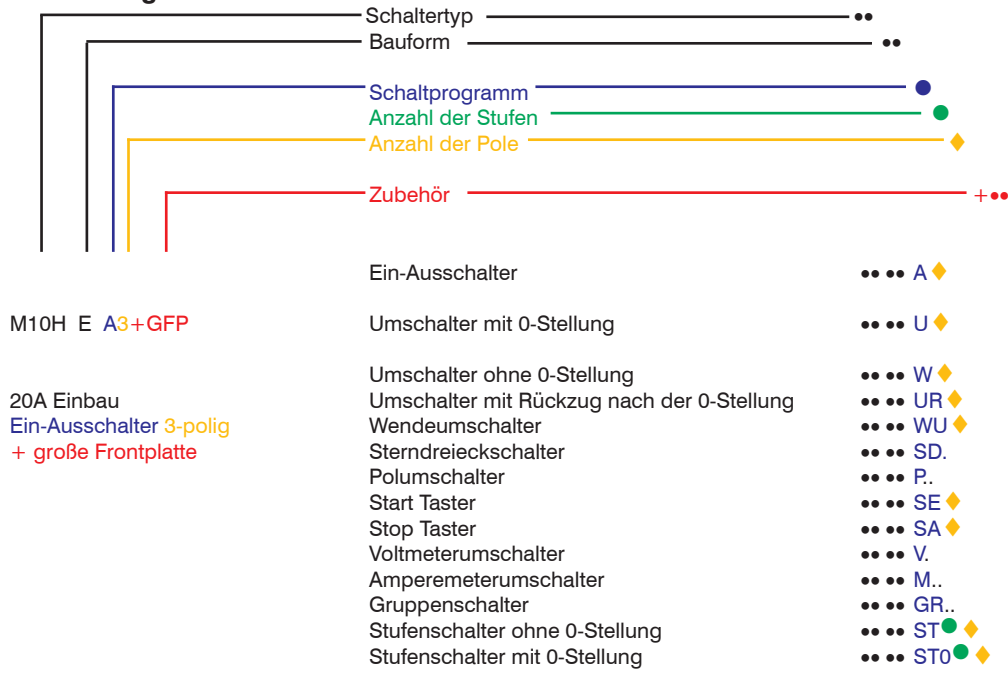 Schaltertyp ••
Bauform ••
Schaltprogramm ●
Anzahl der Stufen ●
Anzahl der Pole ♦
Zubehör +••
Ein-Ausschalter •• •• A ♦
M10H E A3+GFP Umschalter mit 0-Stellung •• •• U ♦
Umschalter ohne 0-Stellung •• •• W ♦
20A Einbau Umschalter mit Rückzug nach der 0-Stellung •• •• UR ♦
Ein-Ausschalter 3-polig Wendeumschalter •• •• WU ♦
+ große Frontplatte Sterndreieckschalter •• •• SD.
Polumschalter •• •• P..
Start Taster •• •• SE ♦
Stop Taster •• •• SA ♦
Voltmeterumschalter •• •• V.
Amperemeterumschalter •• •• M..
Gruppenschalter •• •• GR..
Stufenschalter ohne 0-Stellung •• •• ST ● ♦
Stufenschalter mit 0-Stellung •• •• ST0 ● ♦